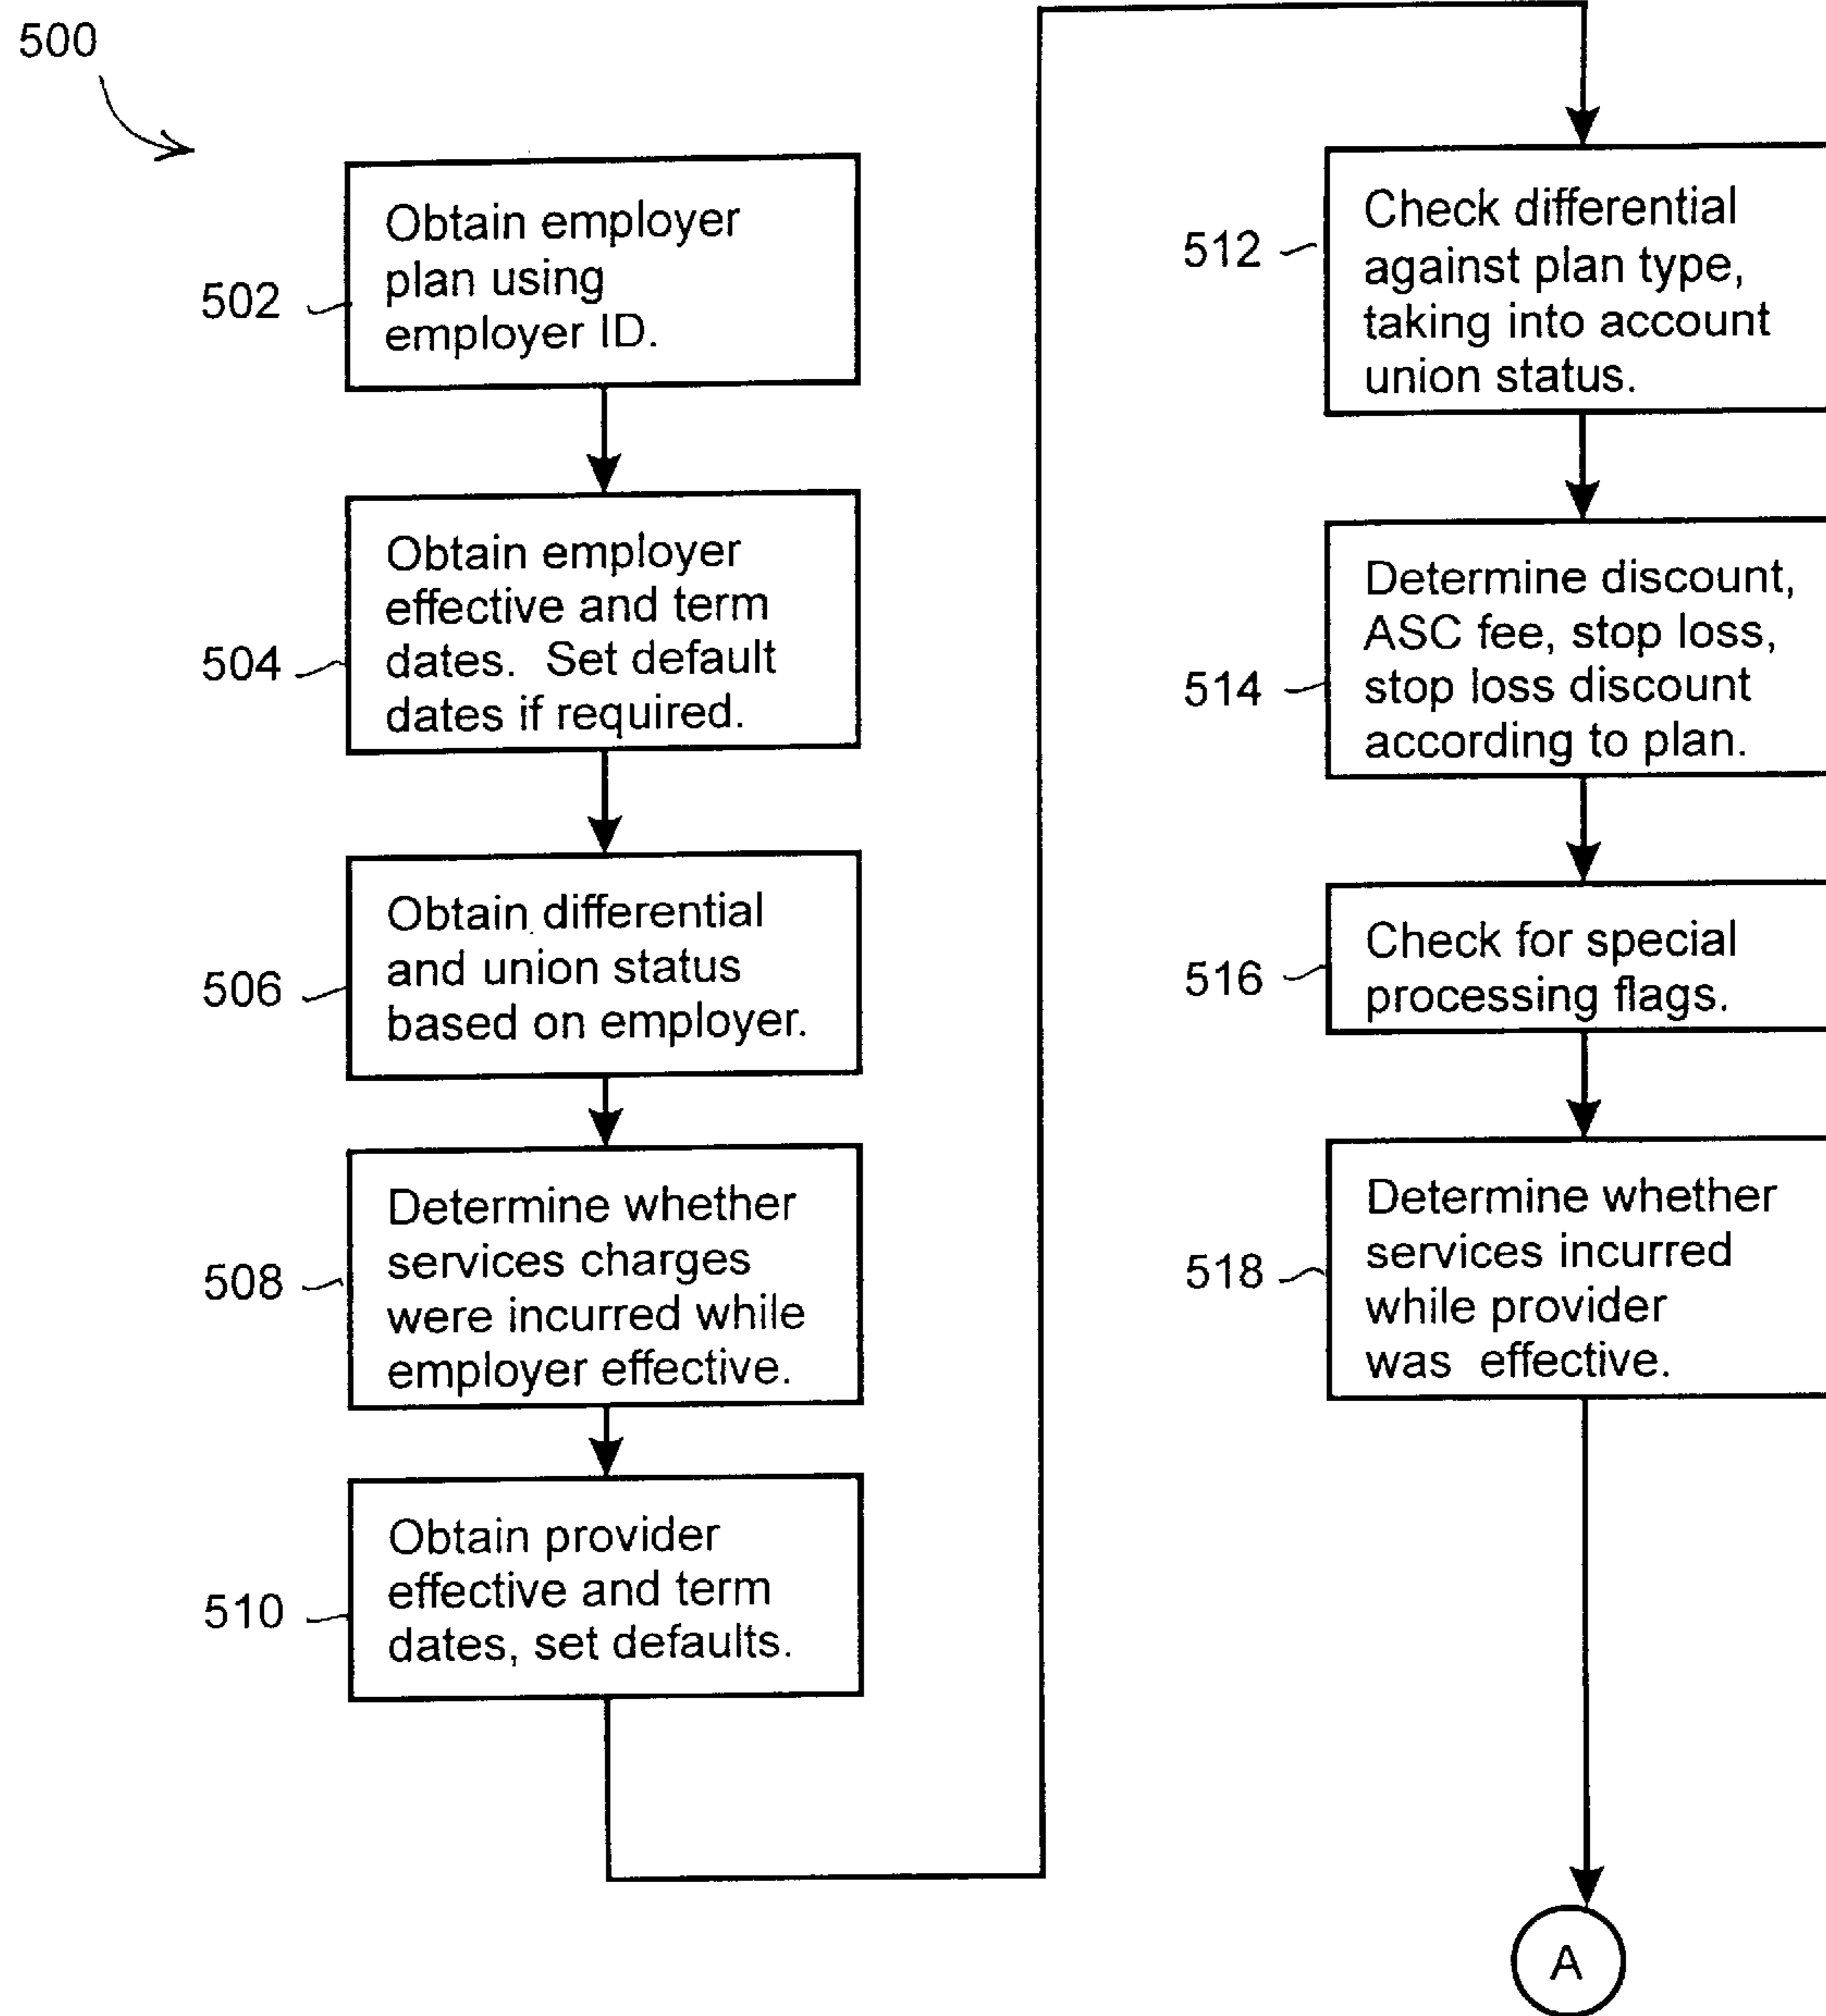 500
502
Obtain employer
plan using
employer ID.
504
Obtain employer
effective and term
dates. Set default
dates if required.
506
Obtain differential
and union status
based on employer.
508
Determine whether
services charges
were incurred while
employer effective.
510
Obtain provider
effective and term
dates, set defaults.
512
Check differential
against plan type,
taking into account
union status.
514
Determine discount,
ASC fee, stop loss,
stop loss discount
according to plan.
516
Check for special
processing flags.
518
Determine whether
services incurred
while provider
was effective.
A